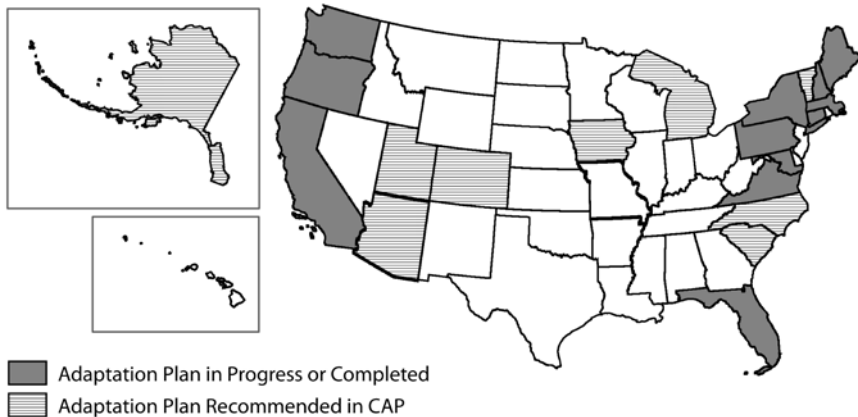 Adaptation Plan in Progress or Completed
Adaptation Plan Recommended in CAP